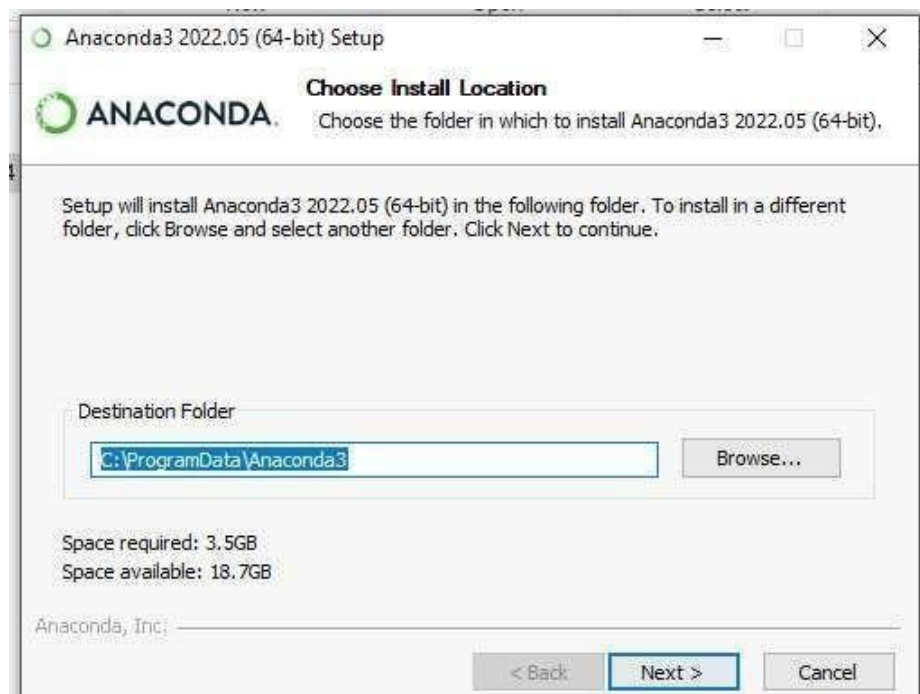 Anaconda3 2022.05 (64-bit) Setup
ANACONDA.
Choose Install Location
Choose the folder in which to install Anaconda3 2022.05 (64-bit).
Setup will install Anaconda3 2022.05 (64-bit) in the following folder. To install in a different
folder, click Browse and select another folder. Click Next to continue.
Destination Folder
C:\ProgramData\Anaconda3
Browse...
Space required: 3.5GB
Space available: 18.7GB
Anaconda, Inc.
< Back
Next >
Cancel